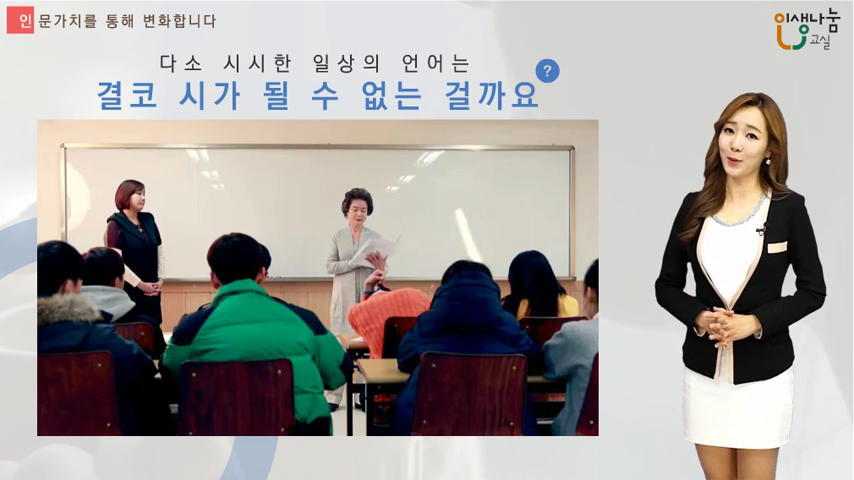 인문가치를 통해 변화합니다
인생나눔
교실
다소 시시한 일상의 언어는
결코 시가 될 수 없는 걸까요?